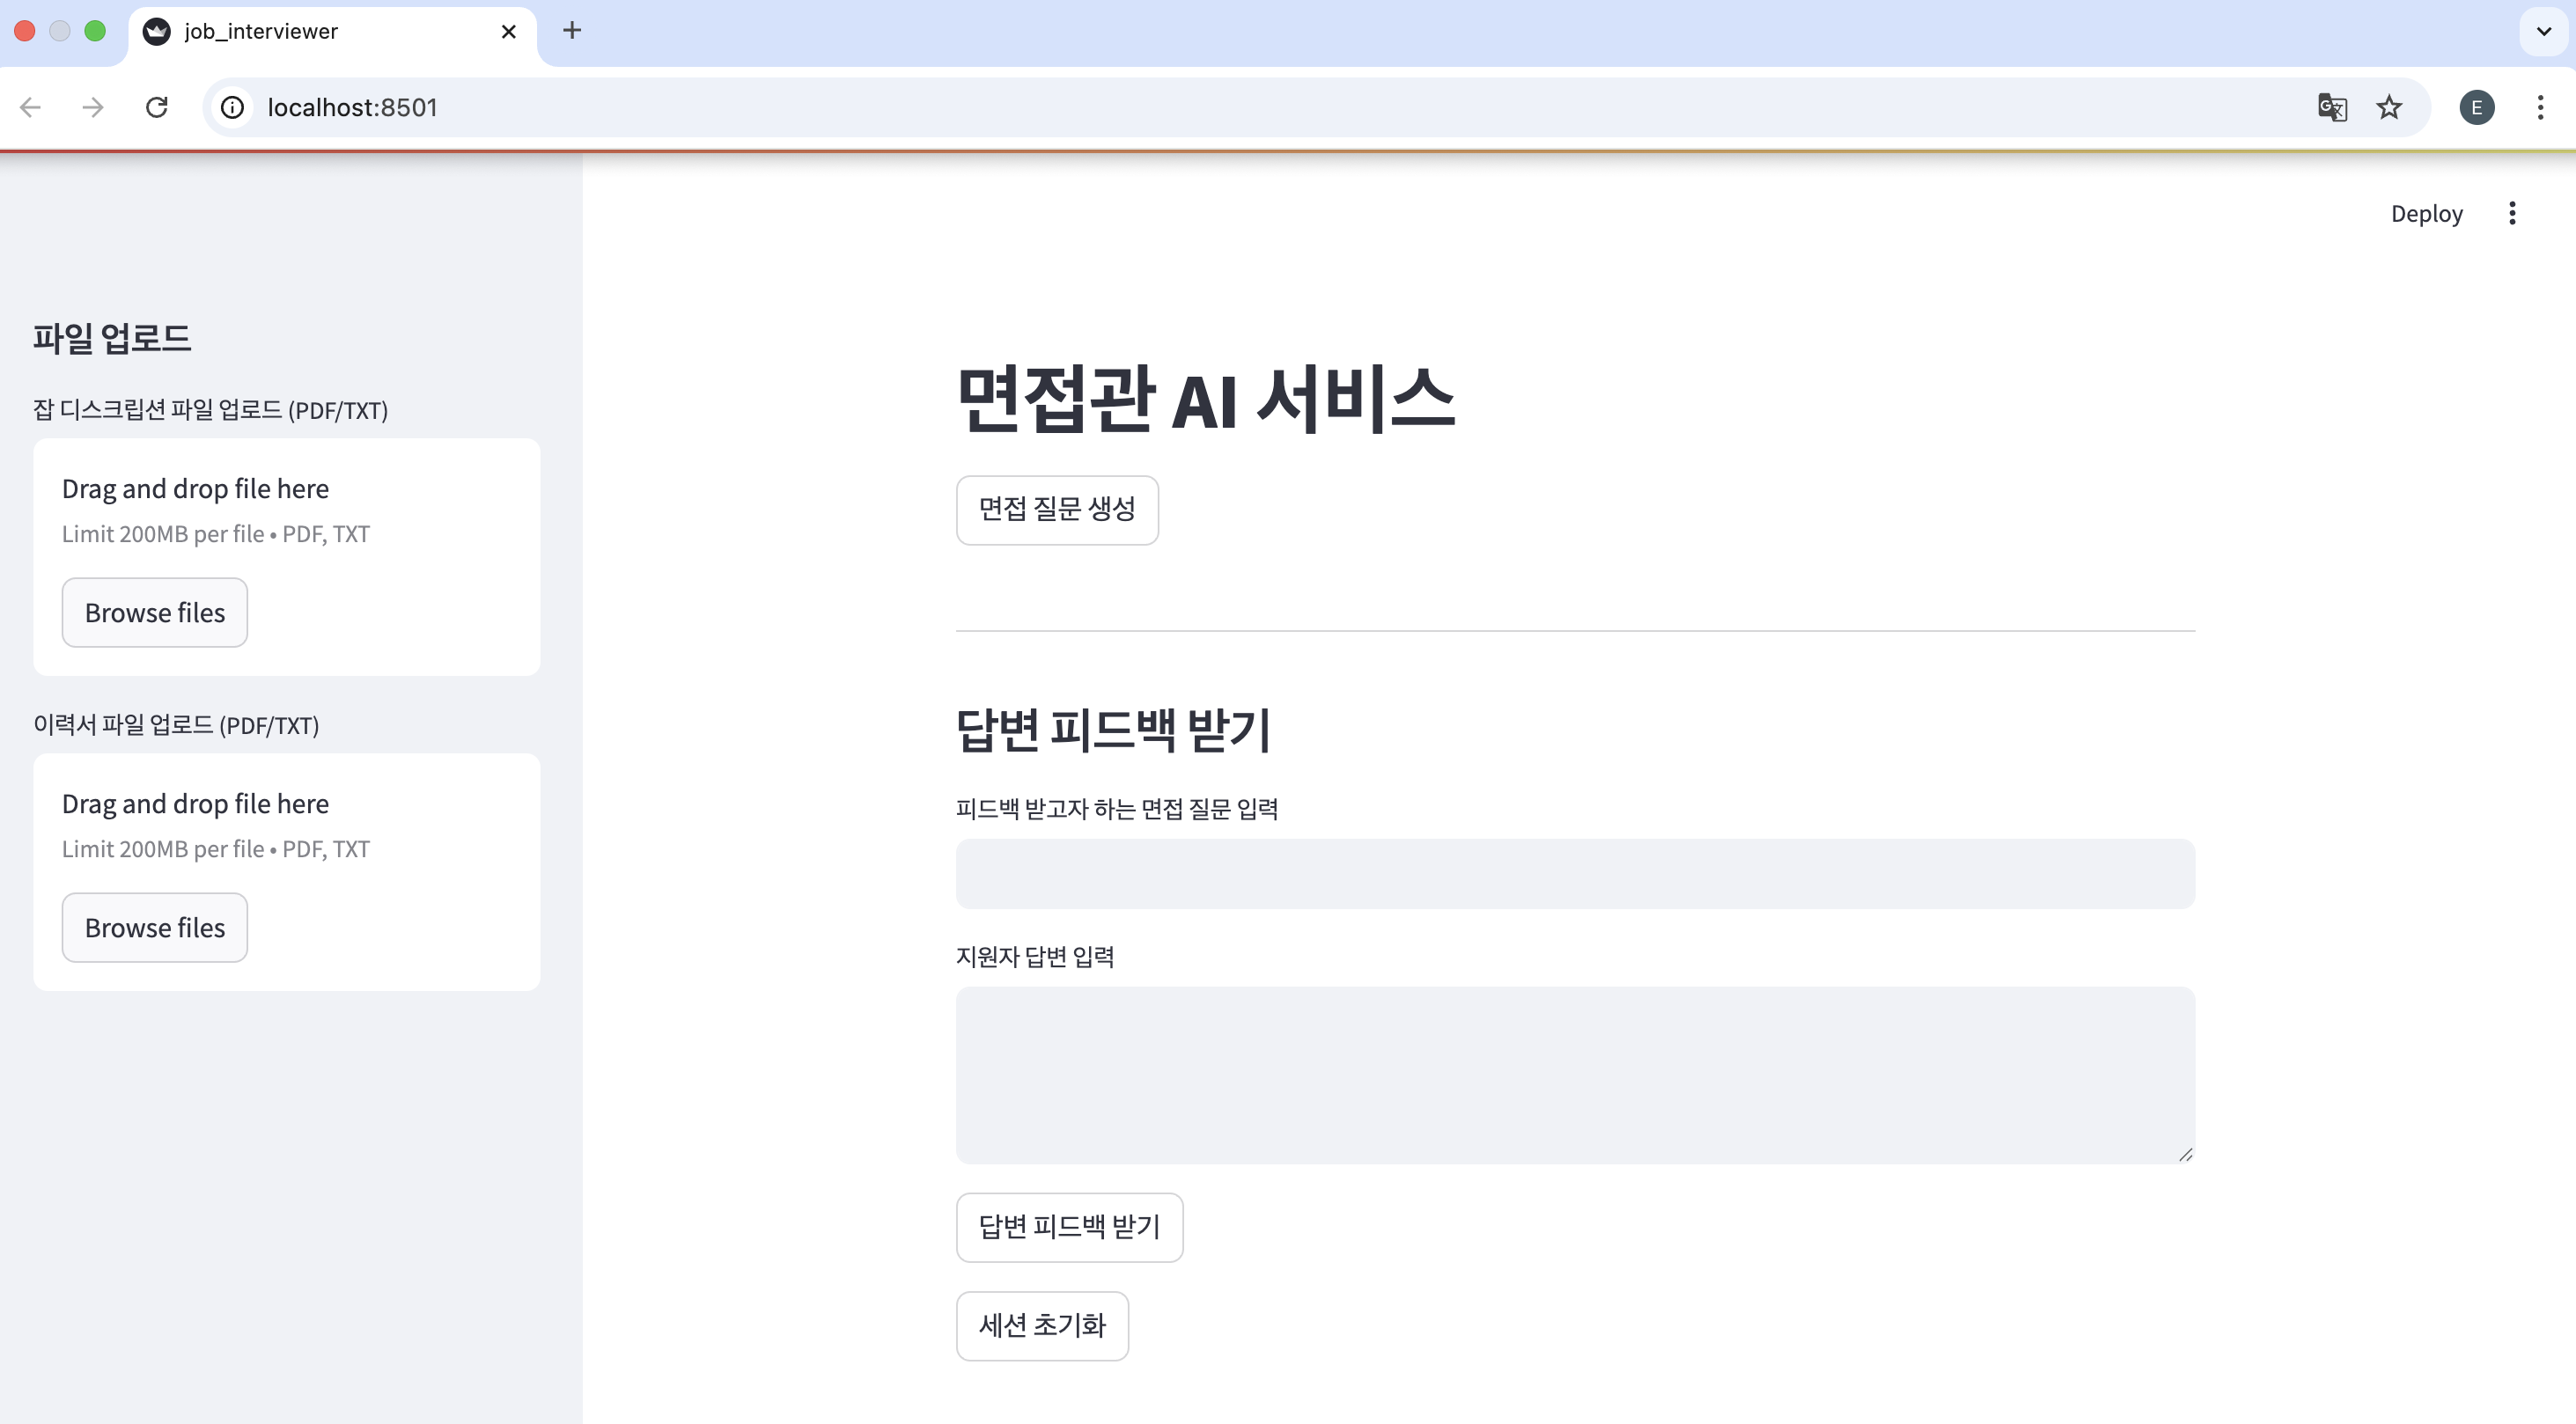 job_interviewer
localhost:8501
E
Deploy
파일 업로드
잡 디스크립션 파일 업로드 (PDF/TXT)
Drag and drop file here
Limit 200MB per file • PDF, TXT
Browse files
이력서 파일 업로드 (PDF/TXT)
Drag and drop file here
Limit 200MB per file • PDF, TXT
Browse files
면접관 AI 서비스
면접 질문 생성
답변 피드백 받기
피드백 받고자 하는 면접 질문 입력
지원자 답변 입력
답변 피드백 받기
세션 초기화